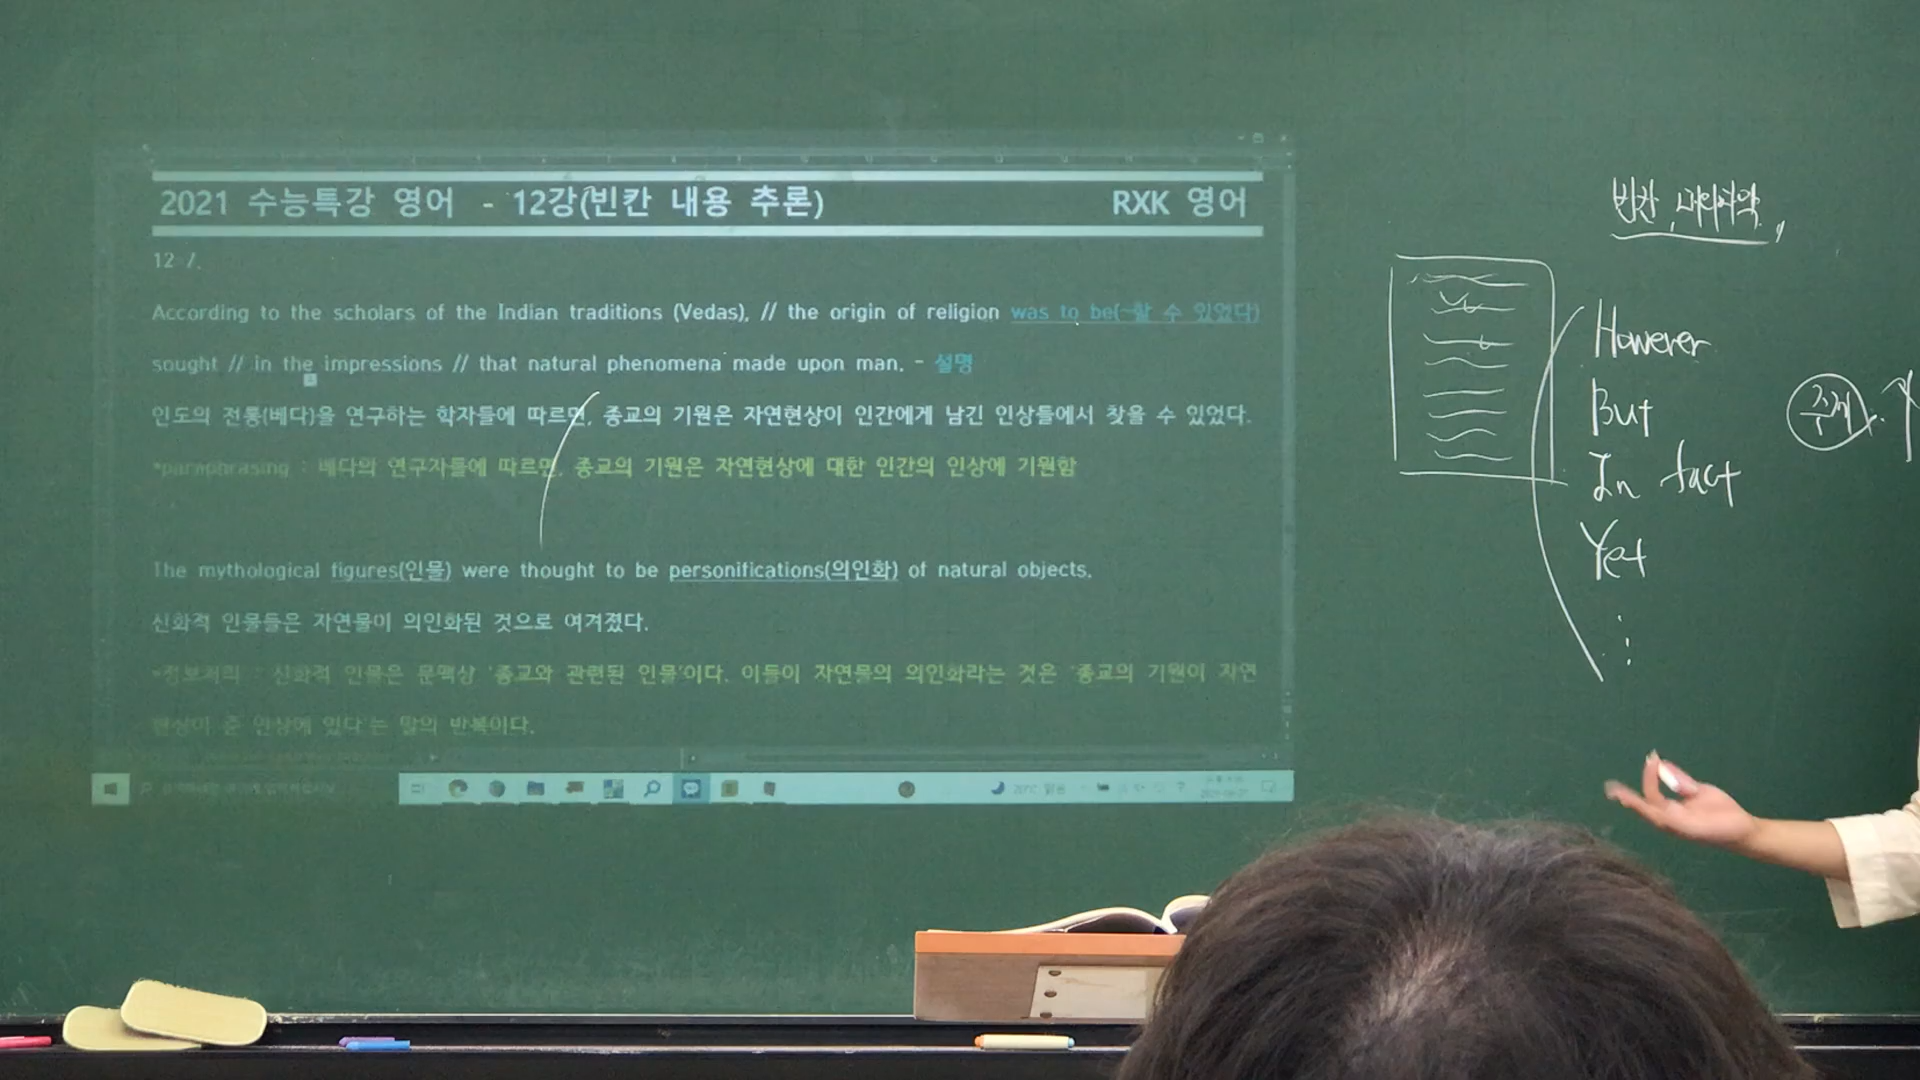 2021 수능특강 영어 - 12강(빈칸 내용 추론) RXK 영어
According to the scholars of the Indian traditions (Vedas), // the origin of religion was to be(~할 수 있었다)
sought // in the impressions // that natural phenomena made upon man. - 설명
인도의 전통(베다)을 연구하는 학자들에 따르면, 종교의 기원은 자연현상이 인간에게 남긴 인상들에서 찾을 수 있었다.
*paraphrasing : 베다의 연구자들에 따르면, 종교의 기원은 자연현상에 대한 인간의 인상에 기원함
The mythological figures(인물) were thought to be personifications(의인화) of natural objects.
신화적 인물들은 자연물이 의인화된 것으로 여겨졌다.
*정보처리 : 신화적 인물은 문맥상 '종교와 관련된 인물'이다. 이들이 자연물의 의인화라는 것은 '종교의 기원이 자연
현상이 준 인상에 있다'는 말의 반복이다.
빈칸,
However
But
In fact
Yet
주제